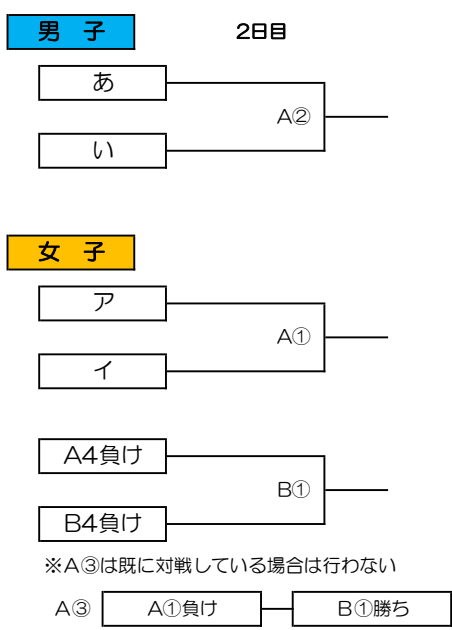 男　子　2日目
あ
A②
い
女　子
ア
A①
イ
A4負け
B①
B4負け
※A③は既に対戦している場合は行わない
A③　A①負け　B①勝ち